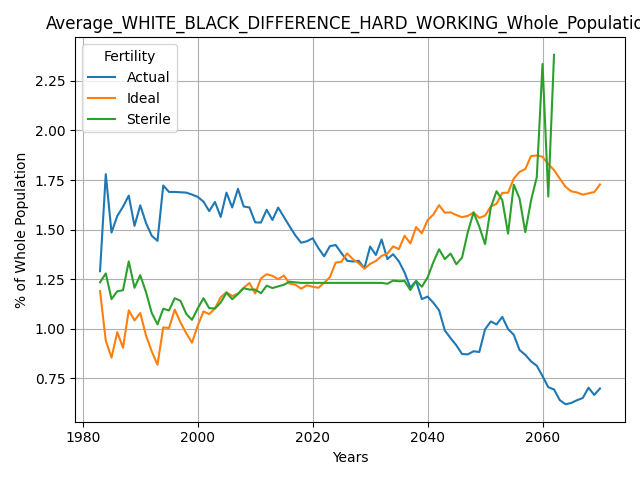 Average_WHITE_BLACK_DIFFERENCE_HARD_WORKING_Whole_Populatio
Fertility
Actual
Ideal
Sterile
% of Whole Population
2.25
2.00
1.75
1.50
1.25
1.00
0.75
1980
2000
2020
2040
2060
Years